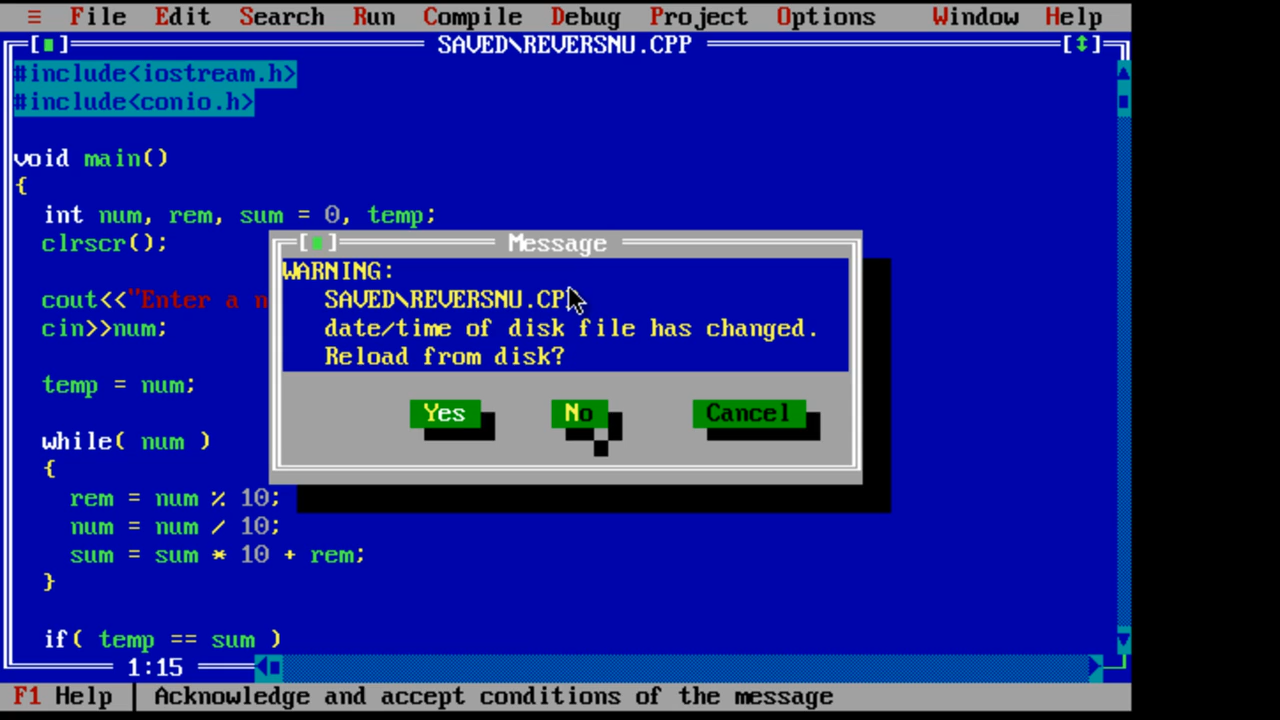 ≡ File Edit Search Run Compile Debug Project Options Window Help
SAVED\REVERSNU.CPP
#include<iostream.h>
#include<conio.h>
void main()
{
int num, rem, sum = 0, temp;
clrscr();
cout<<"Enter a n
cin>>num;
temp = num;
while( num )
{
rem = num % 10;
num = num / 10;
sum = sum * 10 + rem;
}
if( temp == sum )
Message
WARNING:
SAVED\REVERSNU.CPP
date/time of disk file has changed.
Reload from disk?
Yes No Cancel
1:15
F1 Help │ Acknowledge and accept conditions of the message